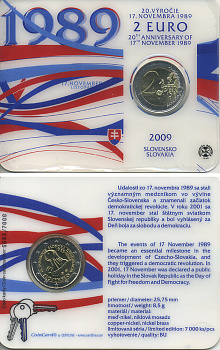 1989
20. VÝROČIE
17. NOVEMBRA 1989
2 EURO
20TH ANNIVERSARY OF
17TH NOVEMBER 1989
17.NOVEMBER
2009
SLOVENSKO
SLOVAKIA
Udalosti zo 17. novembra 1989 sa stali
významným medzníkom vo vývine
Česko-Slovenska a znamenali začiatok
demokratickej revolúcie. V roku 2001 sa
17. november stal štátnym sviatkom
Slovenskej republiky a bol vyhlásený za
Deň boja za slobodu a demokraciu.
The events of 17 November 1989
became an essential milestone in the
development of Czecho-Slovakia, and
they triggered a democratic revolution. In
2001, 17 November was declared a public
holiday in the Slovak Republic as the Day of
Fight for Freedom and Democracy.
priemer / diameter: 25,75 mm
hmotnosť / weight: 8,5 g
materiál / material:
meď-nikel, niklová mosadz
copper-nickel, nickel brass
limitovaná séria / limited edition: 7 000 ks/pcs
vyhotovenie / quality: BU